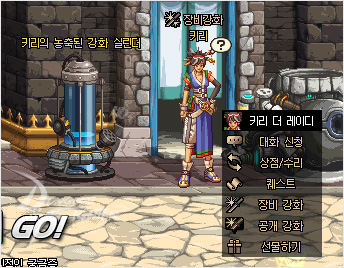 장비강화
키리
키리의 농축된 강화 실린더
?
키리 더 레이디
대화 신청
상점/수리
퀘스트
장비 강화
공개 강화
선물하기
GO!